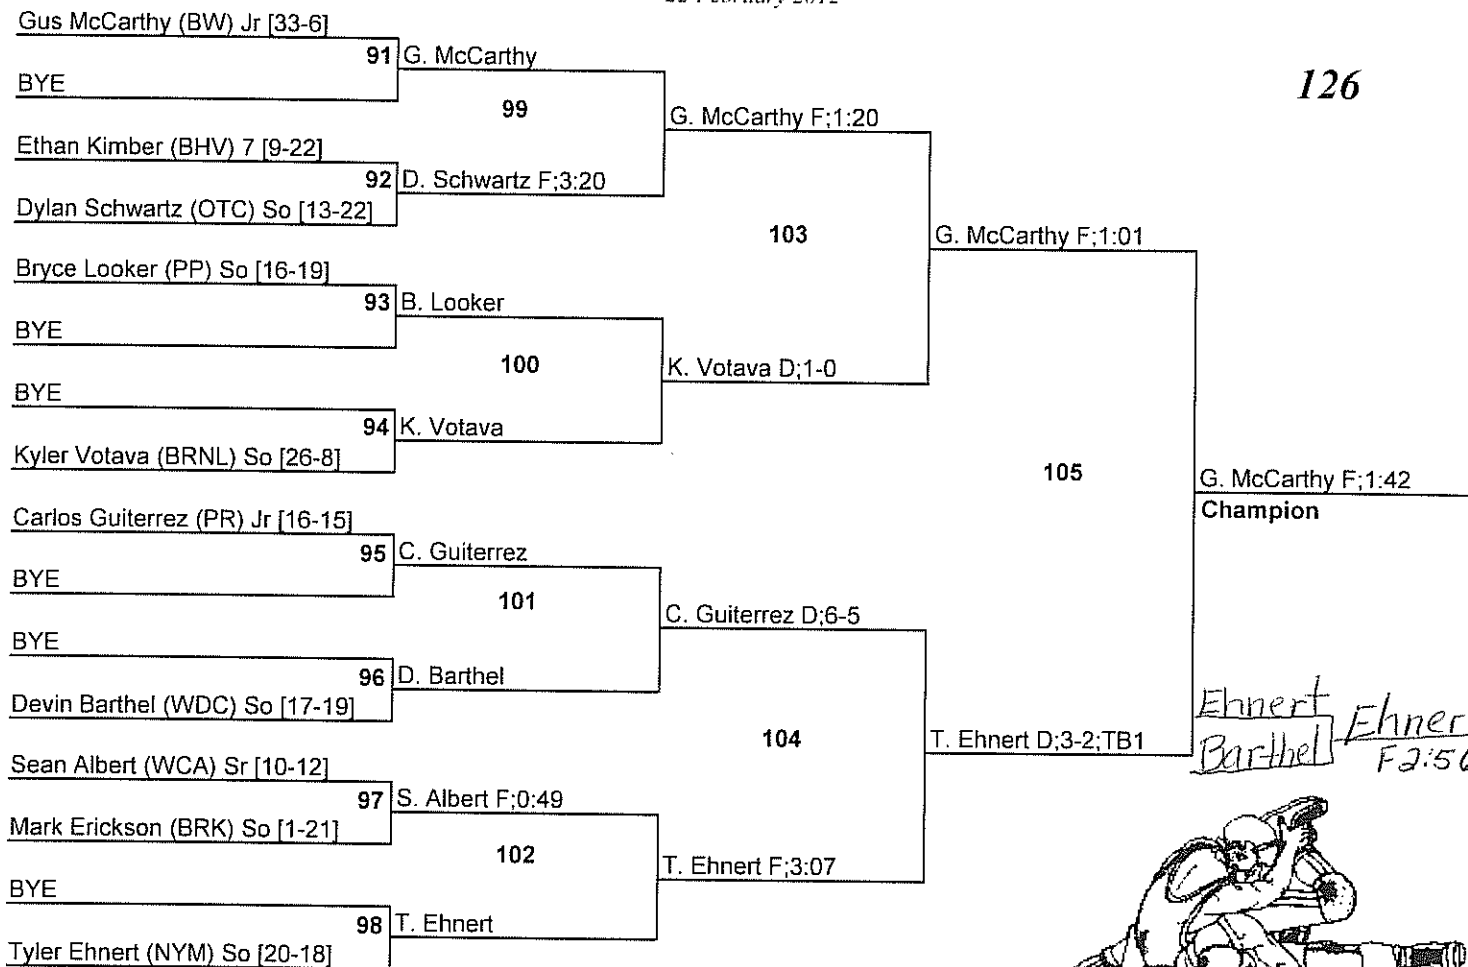 Gus McCarthy (BW) Jr [33-6]
91 G. McCarthy
BYE
99
126
G. McCarthy F;1:20
Ethan Kimber (BHV) 7 [9-22]
92 D. Schwartz F;3:20
Dylan Schwartz (OTC) So [13-22]
103
G. McCarthy F;1:01
Bryce Looker (PP) So [16-19]
93 B. Looker
BYE
100
K. Votava D;1-0
BYE
94 K. Votava
Kyler Votava (BRNL) So [26-8]
105
G. McCarthy F;1:42
Champion
Carlos Guiterrez (PR) Jr [16-15]
95 C. Guiterrez
BYE
101
C. Guiterrez D;6-5
BYE
96 D. Barthel
Devin Barthel (WDC) So [17-19]
104
T. Ehnert D;3-2;TB1
Ehnert
Barthel
Ehner
F2:56
Sean Albert (WCA) Sr [10-12]
97 S. Albert F;0:49
Mark Erickson (BRK) So [1-21]
102
T. Ehnert F;3:07
BYE
98 T. Ehnert
Tyler Ehnert (NYM) So [20-18]